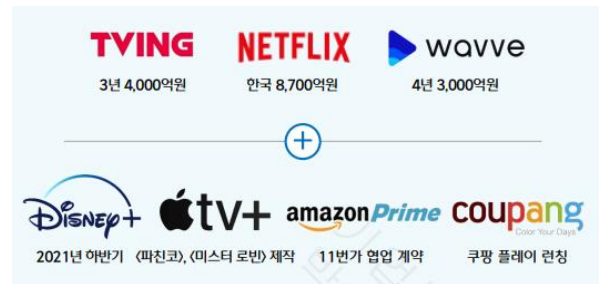 TVING NETFLIX wavve
3년 4,000억원 한국 8,700억원 4년 3,000억원
Disney+ tv+ amazon Prime coupang
Color Your Days
2021년 하반기 〈파친코〉, 〈미스터 로빈〉 제작 11번가 협업 계약 쿠팡 플레이 런칭